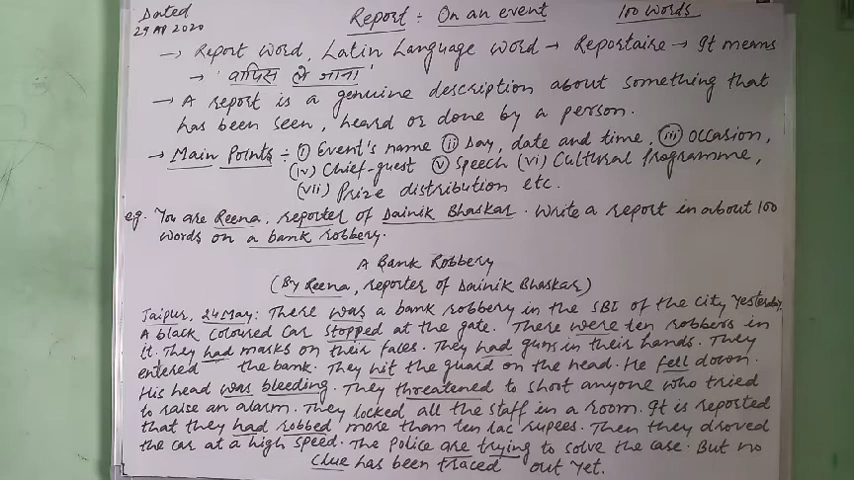 Dated
29 Apr 2020
Report :- On an event 100 words
→ Report word, Latin Language word → Reportaire → It means
→ 'वापिस ले जाना'
→ A report is a genuine description about something that
has been seen, heard or done by a person.
→ Main Points :- (i) Event's name (ii) Day, date and time, (iii) occasion,
(iv) Chief-guest (v) Speech (vi) Cultural Programme,
(vii) Prize distribution etc.
eg. You are Reena, reporter of Dainik Bhaskar. Write a report in about 100
words on a bank robbery.
A Bank Robbery
(By Reena, reporter of Dainik Bhaskar)
Jaipur, 24 May: There was a bank robbery in the SBI of the city yesterday.
A black coloured car stopped at the gate. There were ten robbers in
it. They had masks on their faces. They had guns in their hands. They
entered the bank. They hit the guard on the head. He fell down.
His head was bleeding. They threatened to shoot anyone who tried
to raise an alarm. They locked all the staff in a room. It is reported
that they had robbed more than ten lac rupees. Then they droved
the car at a high speed. The police are trying to solve the case. But no
clue has been traced out yet.